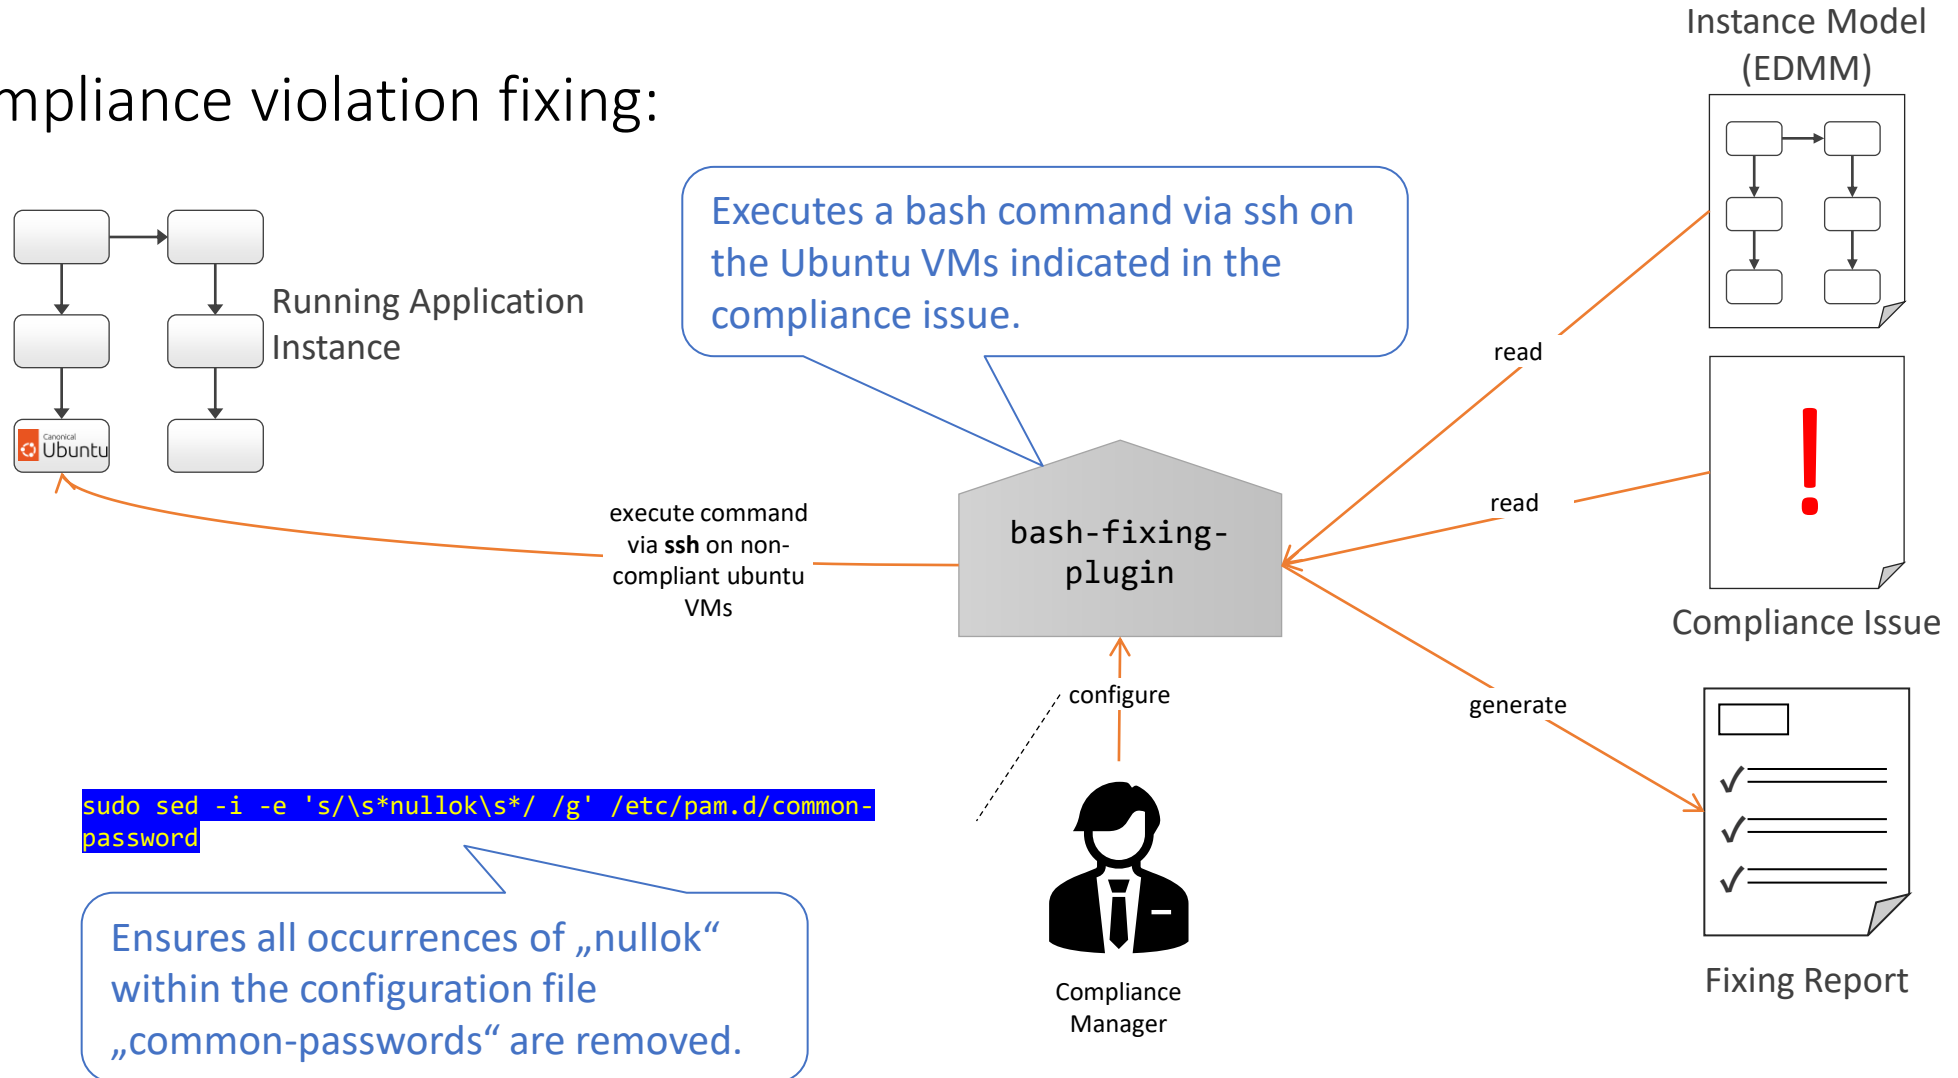 Instance Model
(EDMM)
mpliance violation fixing:
Executes a bash command via ssh on
the Ubuntu VMs indicated in the
compliance issue.
Running Application
Instance
Canonical
Ubuntu
read
read
execute command
via ssh on non-
compliant ubuntu
VMs
bash-fixing-
plugin
!
Compliance Issue
configure
generate
sudo sed -i -e 's/\s*nullok\s*/ /g' /etc/pam.d/common-
password
Ensures all occurrences of „nullok“
within the configuration file
„common-passwords“ are removed.
Compliance
Manager
Fixing Report